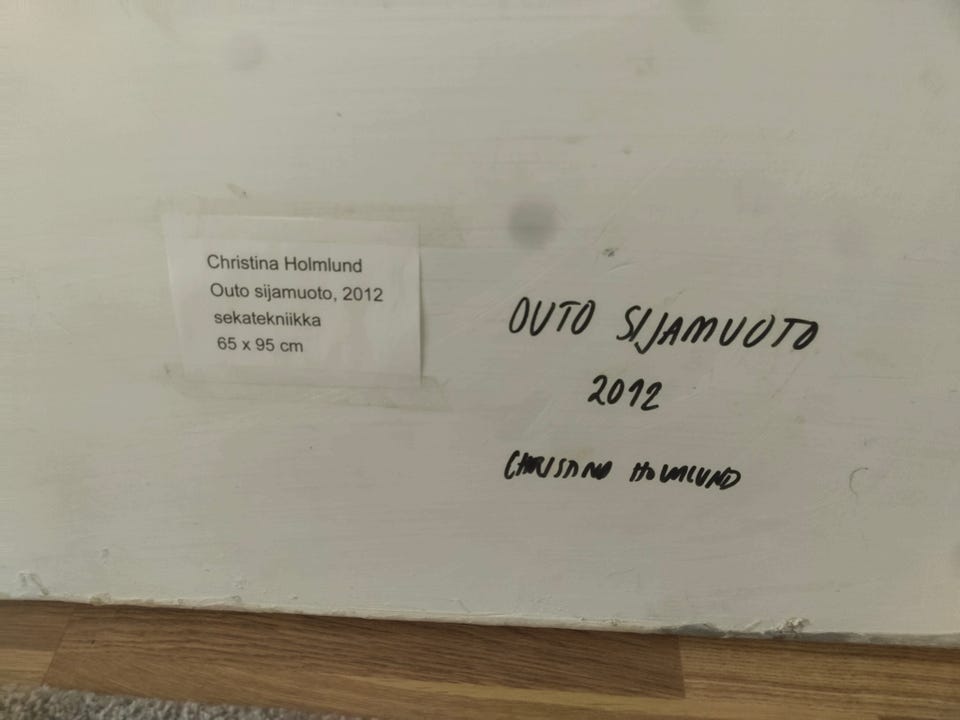 Christina Holmlund
Outo sijamuoto, 2012
sekatekniikka
65 x 95 cm
OUTO SIJAMUOTO
2012
CHRISTINA HOLMLUND